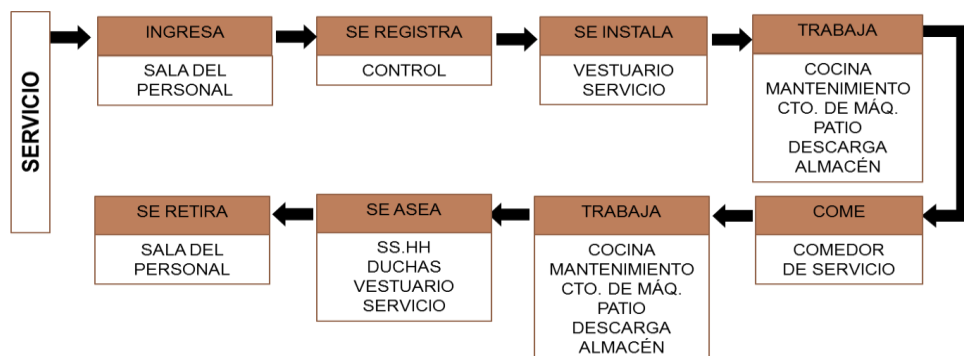 SERVICIO
INGRESA
SALA DEL
PERSONAL
SE REGISTRA
CONTROL
SE INSTALA
VESTUARIO
SERVICIO
TRABAJA
COCINA
MANTENIMIENTO
CTO. DE MÁQ.
PATIO
DESCARGA
ALMACÉN
COME
COMEDOR
DE SERVICIO
TRABAJA
COCINA
MANTENIMIENTO
CTO. DE MÁQ.
PATIO
DESCARGA
ALMACÉN
SE ASEA
SS.HH
DUCHAS
VESTUARIO
SERVICIO
SE RETIRA
SALA DEL
PERSONAL